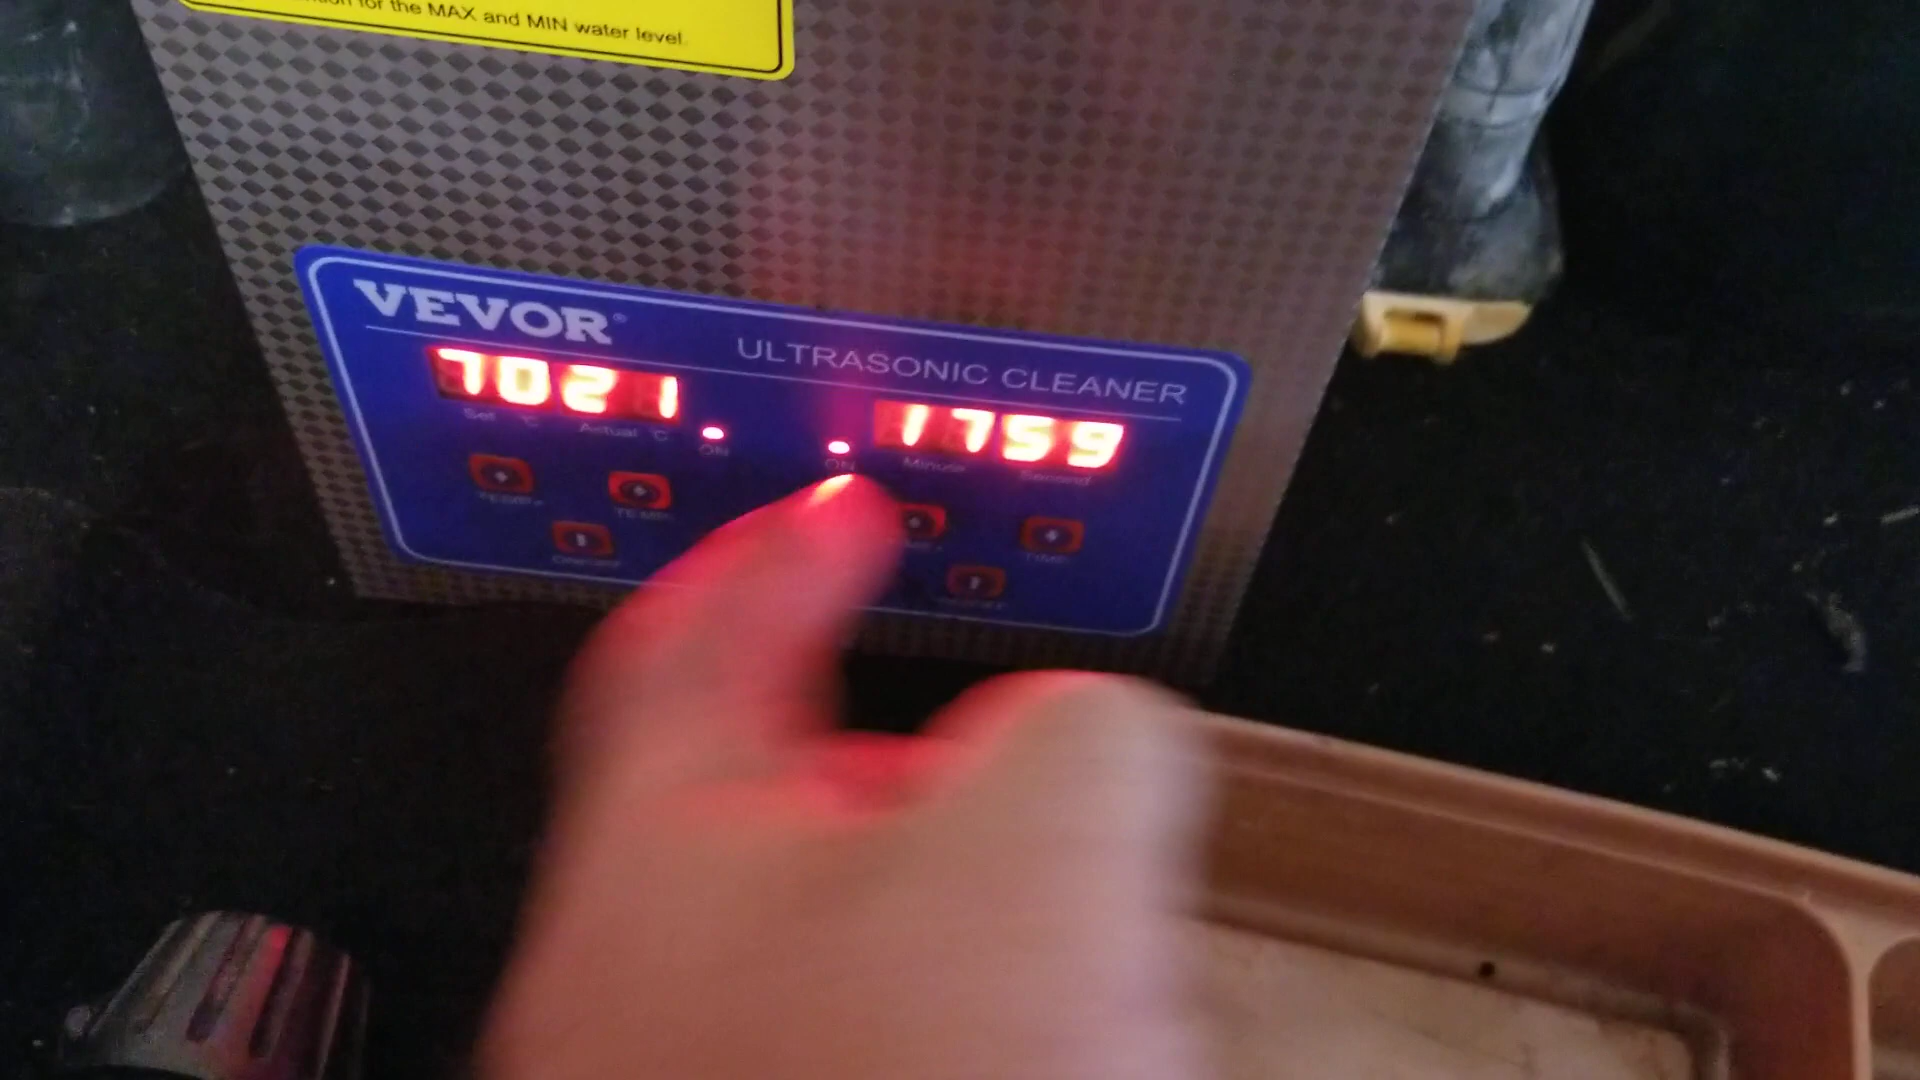 for the MAX and MIN water level.
VEVOR®
ULTRASONIC CLEANER
7021
1759
Set °C
Actual °C
ON
ON
Minute
Second
TEMP+
TEMP-
TIME-